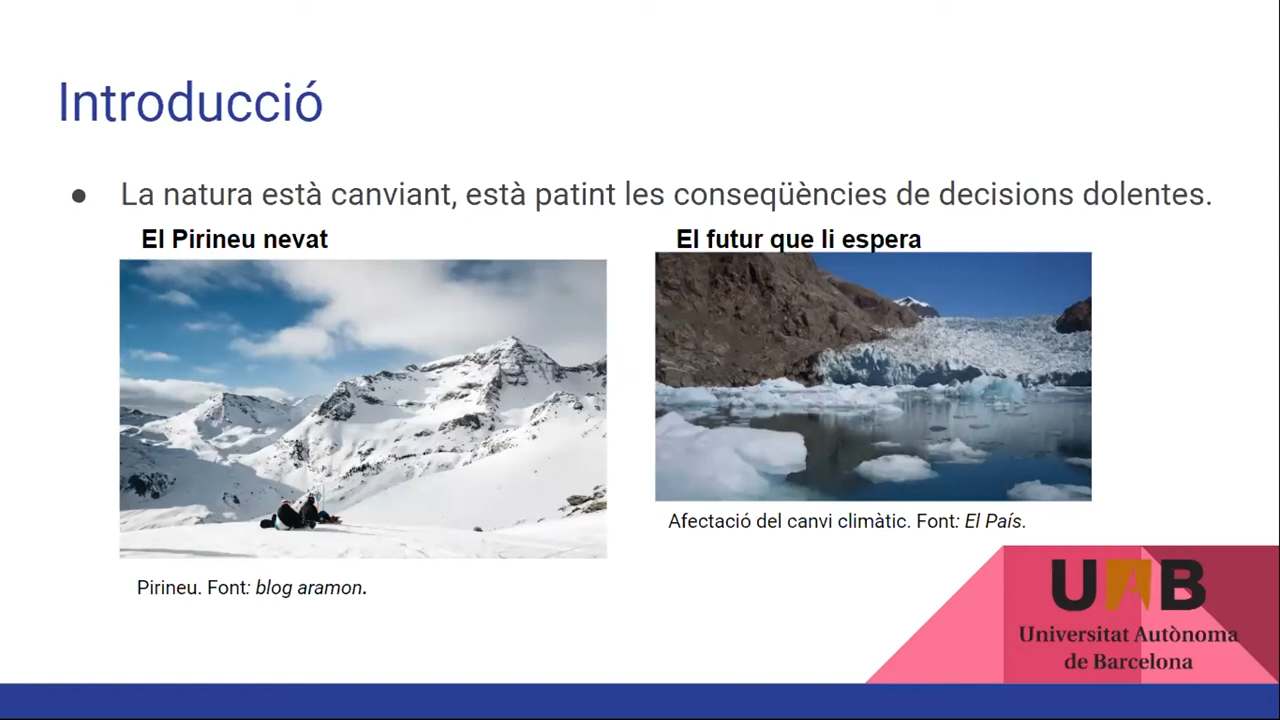 Introducció
● La natura està canviant, està patint les conseqüències de decisions dolentes.
El Pirineu nevat
El futur que li espera
Afectació del canvi climàtic. Font: El País.
Pirineu. Font: blog aramon.
UAB
Universitat Autònoma
de Barcelona